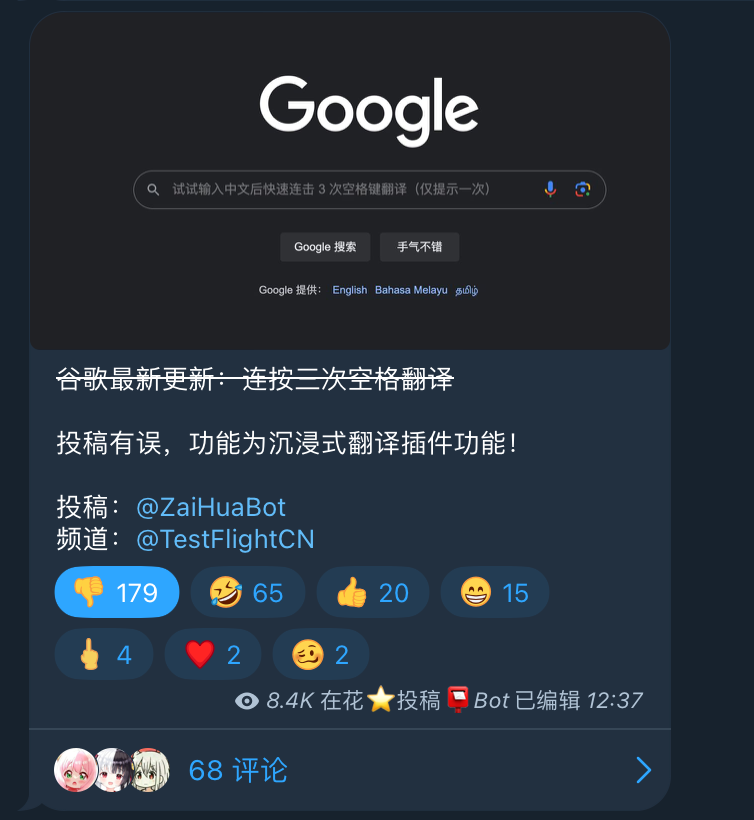 Google
试试输入中文后快速连击 3 次空格键翻译（仅提示一次）
Google 搜索 手气不错
Google 提供： English Bahasa Melayu தமிழ்
谷歌最新更新：连按三次空格翻译
投稿有误，功能为沉浸式翻译插件功能！
投稿：@ZaiHuaBot
频道：@TestFlightCN
👎 179 🤣 65 👍 20 😁 15
🖕 4 ❤️ 2 🥴 2
8.4K 在花⭐投稿📮Bot 已编辑 12:37
68 评论